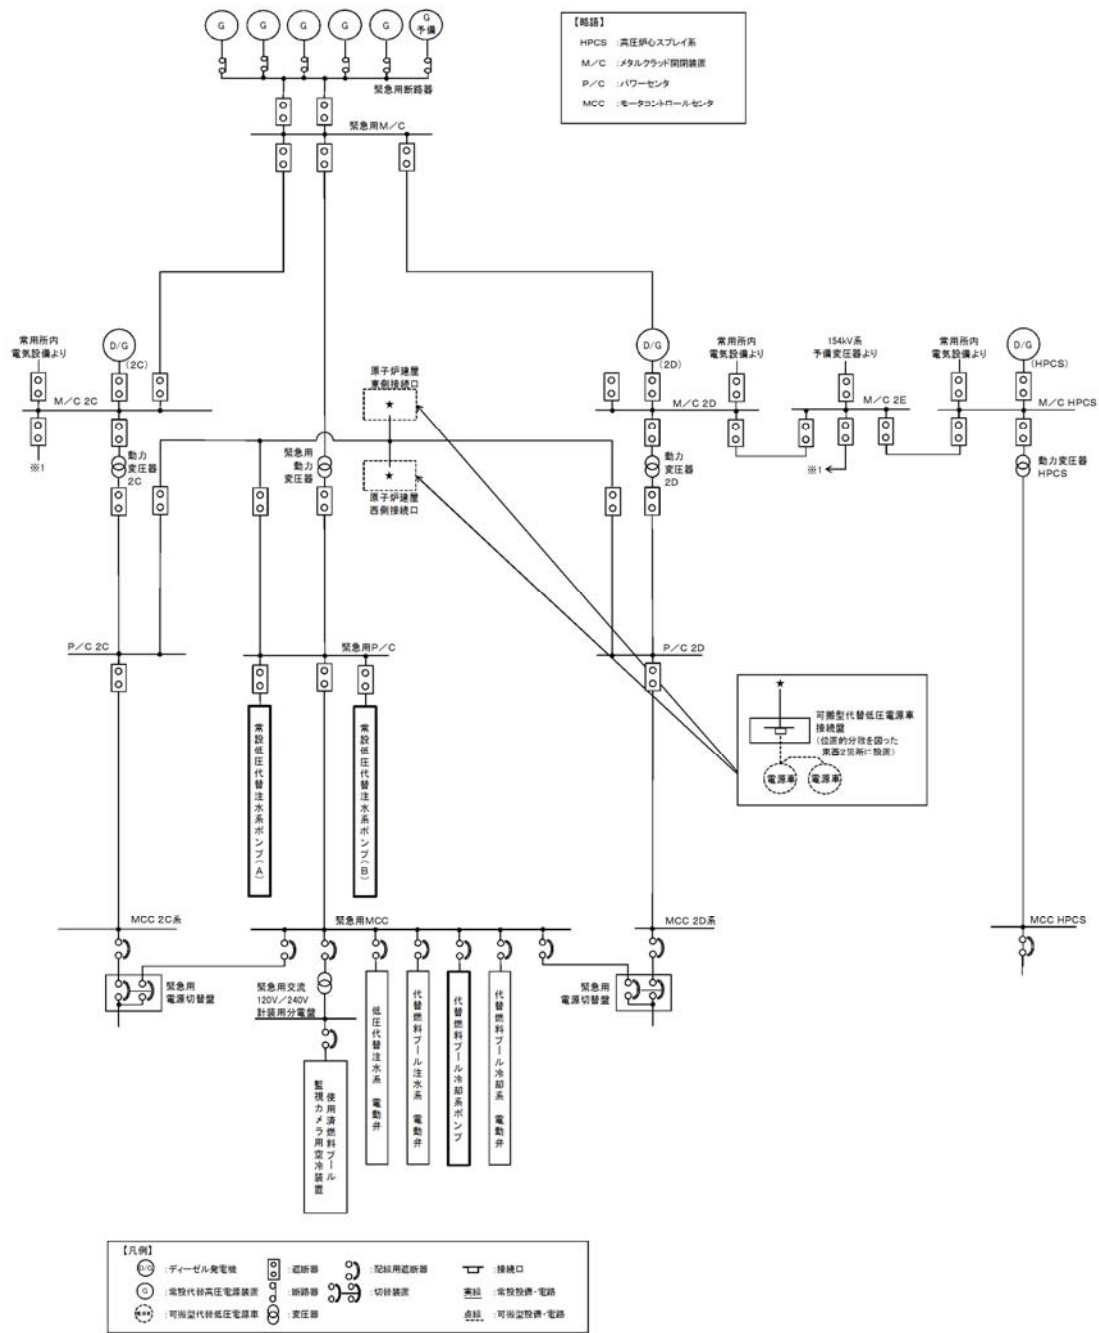 G
G
G
G
G
G
予備
緊急用断路器
緊急用M／C
【略語】
HPCS ：高圧炉心スプレイ系
M／C ：メタルクラッド開閉装置
P／C ：パワーセンタ
MCC ：モータコントロールセンタ
常用所内
電気設備より
D/G
(2C)
M／C 2C
※1
動力
変圧器
2C
緊急用
動力
変圧器
原子炉建屋
東側接続口
★
★
原子炉建屋
西側接続口
D/G
(2D)
M／C 2D
動力
変圧器
2D
常用所内
電気設備より
154kV系
予備変圧器より
M／C 2E
※1
常用所内
電気設備より
D/G
(HPCS)
M／C HPCS
動力変圧器
HPCS
P／C 2C
緊急用P／C
P／C 2D
常設低圧代替注水系ポンプ(A)
常設低圧代替注水系ポンプ(B)
★
可搬型代替低圧電源車
接続盤
(位置的分散を図った
東西2箇所に設置)
電源車
電源車
MCC 2C系
緊急用MCC
MCC 2D系
MCC HPCS
緊急用
電源切替盤
緊急用交流
120V／240V
計装用分電盤
緊急用
電源切替盤
使用済燃料プール
監視カメラ用空冷装置
低圧代替注水系 電動弁
代替燃料プール注水系 電動弁
代替燃料プール冷却系ポンプ
代替燃料プール冷却系 電動弁
【凡例】
D/G ：ディーゼル発電機
：遮断器
：配線用遮断器
：接続口
G ：常設代替高圧電源装置
：断路器
：切替装置
実線 ：常設設備・電路
電源車 ：可搬型代替低圧電源車
：変圧器
点線 ：可搬型設備・電路